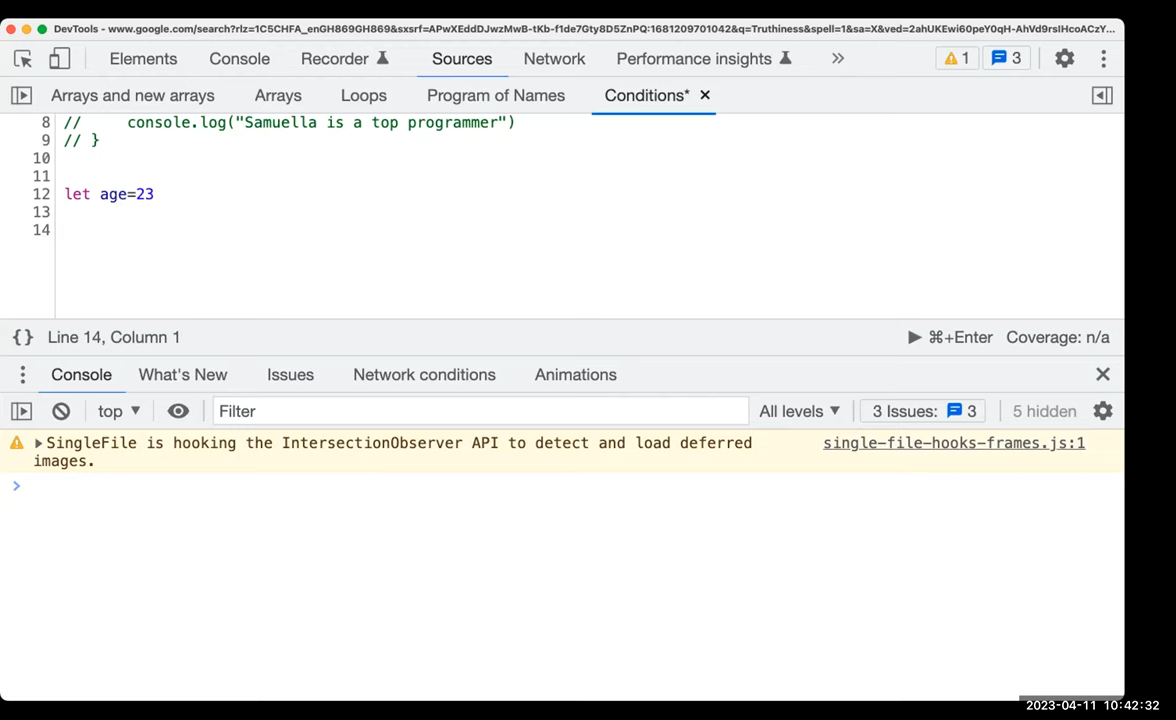 DevTools - www.google.com/search?rlz=1C5CHFA_enGH869GH869&sxsrf=APwXEddDJwzMwB-tKb-f1de7Gty8D5ZnPQ:1681209701042&q=Truthiness&spell=1&sa=X&ved=2ahUKEwi60peY0qH-AhVd9rsIHcoACzY...
Elements Console Recorder Sources Network Performance insights » 1 3
Arrays and new arrays Arrays Loops Program of Names Conditions* ×
8 // console.log("Samuella is a top programmer")
9 // }
10
11
12 let age=23
13
14
{} Line 14, Column 1 ⌘+Enter Coverage: n/a
Console What's New Issues Network conditions Animations
top Filter All levels 3 Issues: 3 5 hidden
SingleFile is hooking the IntersectionObserver API to detect and load deferred single-file-hooks-frames.js:1
images.
>
2023-04-11 10:42:32